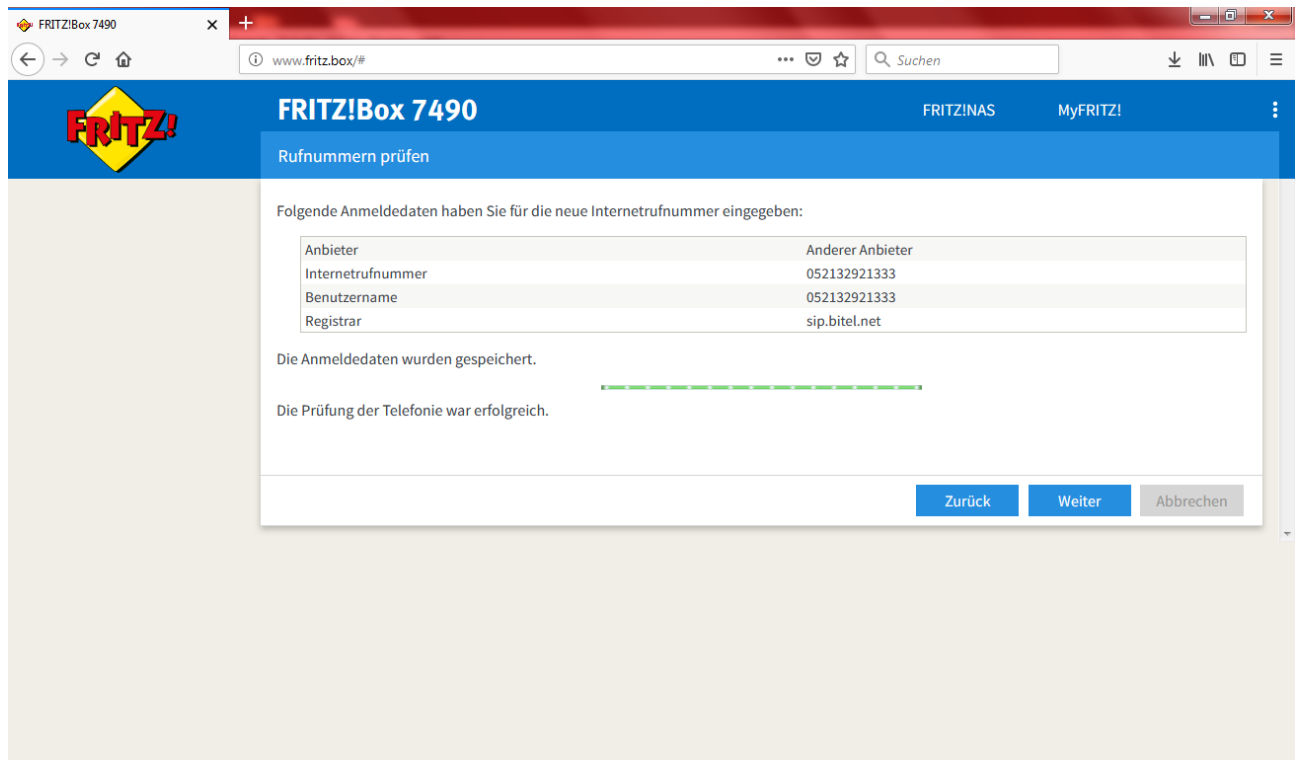 FRITZ!Box 7490
www.fritz.box/#
Suchen
FRITZ!
FRITZ!Box 7490
FRITZ!NAS
MyFRITZ!
Rufnummern prüfen
Folgende Anmeldedaten haben Sie für die neue Internetrufnummer eingegeben:
Anbieter Anderer Anbieter
Internetrufnummer 052132921333
Benutzername 052132921333
Registrar sip.bitel.net
Die Anmeldedaten wurden gespeichert.
Die Prüfung der Telefonie war erfolgreich.
Zurück
Weiter
Abbrechen